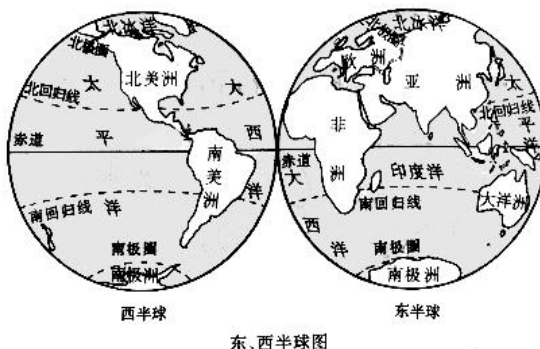 北冰洋
北极圈
北美洲
太
大
北回归线
赤道
平
西
南美洲
洋
南回归线
洋
南极圈
南极洲
西半球
北冰洋
北极圈
欧洲
亚洲
太
北回归线
平
洋
非洲
赤道
大
印度洋
南回归线
大洋洲
西
洋
南极圈
南极洲
东半球
东、西半球图